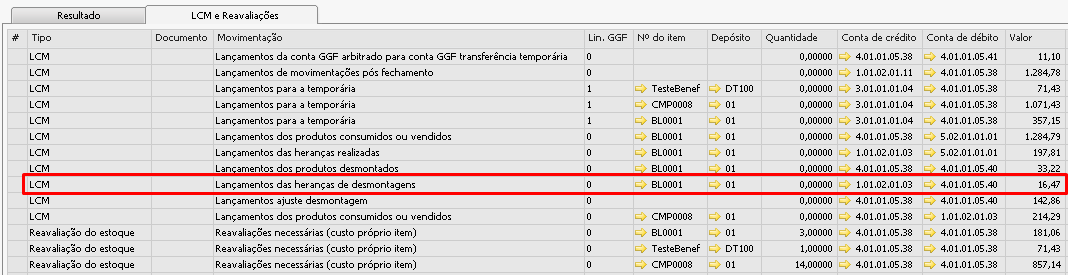 Resultado LCM e Reavaliações
# Tipo Documento Movimentação Lin. GGF Nº do item Depósito Quantidade Conta de crédito Conta de débito Valor
LCM Lançamentos da conta GGF arbitrado para conta GGF transferência temporária 0 0,00000 4.01.01.05.38 4.01.01.05.41 11,10
LCM Lançamentos de movimentações pós fechamento 0 0,00000 1.01.02.01.11 4.01.01.05.38 1.284,78
LCM Lançamentos para a temporária 1 TesteBenef DT100 0,00000 3.01.01.01.04 4.01.01.05.38 71,43
LCM Lançamentos para a temporária 1 CMP0008 01 0,00000 3.01.01.01.04 4.01.01.05.38 1.071,43
LCM Lançamentos para a temporária 1 BL0001 01 0,00000 3.01.01.01.04 4.01.01.05.38 357,15
LCM Lançamentos dos produtos consumidos ou vendidos 0 BL0001 01 0,00000 4.01.01.05.38 5.02.01.01.01 1.284,79
LCM Lançamentos das heranças realizadas 0 BL0001 01 0,00000 1.01.02.01.03 5.02.01.01.01 197,81
LCM Lançamentos dos produtos desmontados 0 BL0001 01 0,00000 4.01.01.05.38 4.01.01.05.40 33,22
LCM Lançamentos das heranças de desmontagens 0 BL0001 01 0,00000 1.01.02.01.03 4.01.01.05.40 16,47
LCM Lançamentos ajuste desmontagem 0 0,00000 4.01.01.05.38 4.01.01.05.40 142,86
LCM Lançamentos dos produtos consumidos ou vendidos 0 CMP0008 01 0,00000 4.01.01.05.38 1.01.02.01.03 214,29
Reavaliação do estoque Reavaliações necessárias (custo próprio item) 0 BL0001 01 3,00000 4.01.01.05.38 4.01.01.05.38 181,06
Reavaliação do estoque Reavaliações necessárias (custo próprio item) 0 TesteBenef DT100 1,00000 4.01.01.05.38 4.01.01.05.38 71,43
Reavaliação do estoque Reavaliações necessárias (custo próprio item) 0 CMP0008 01 14,00000 4.01.01.05.38 4.01.01.05.38 857,14